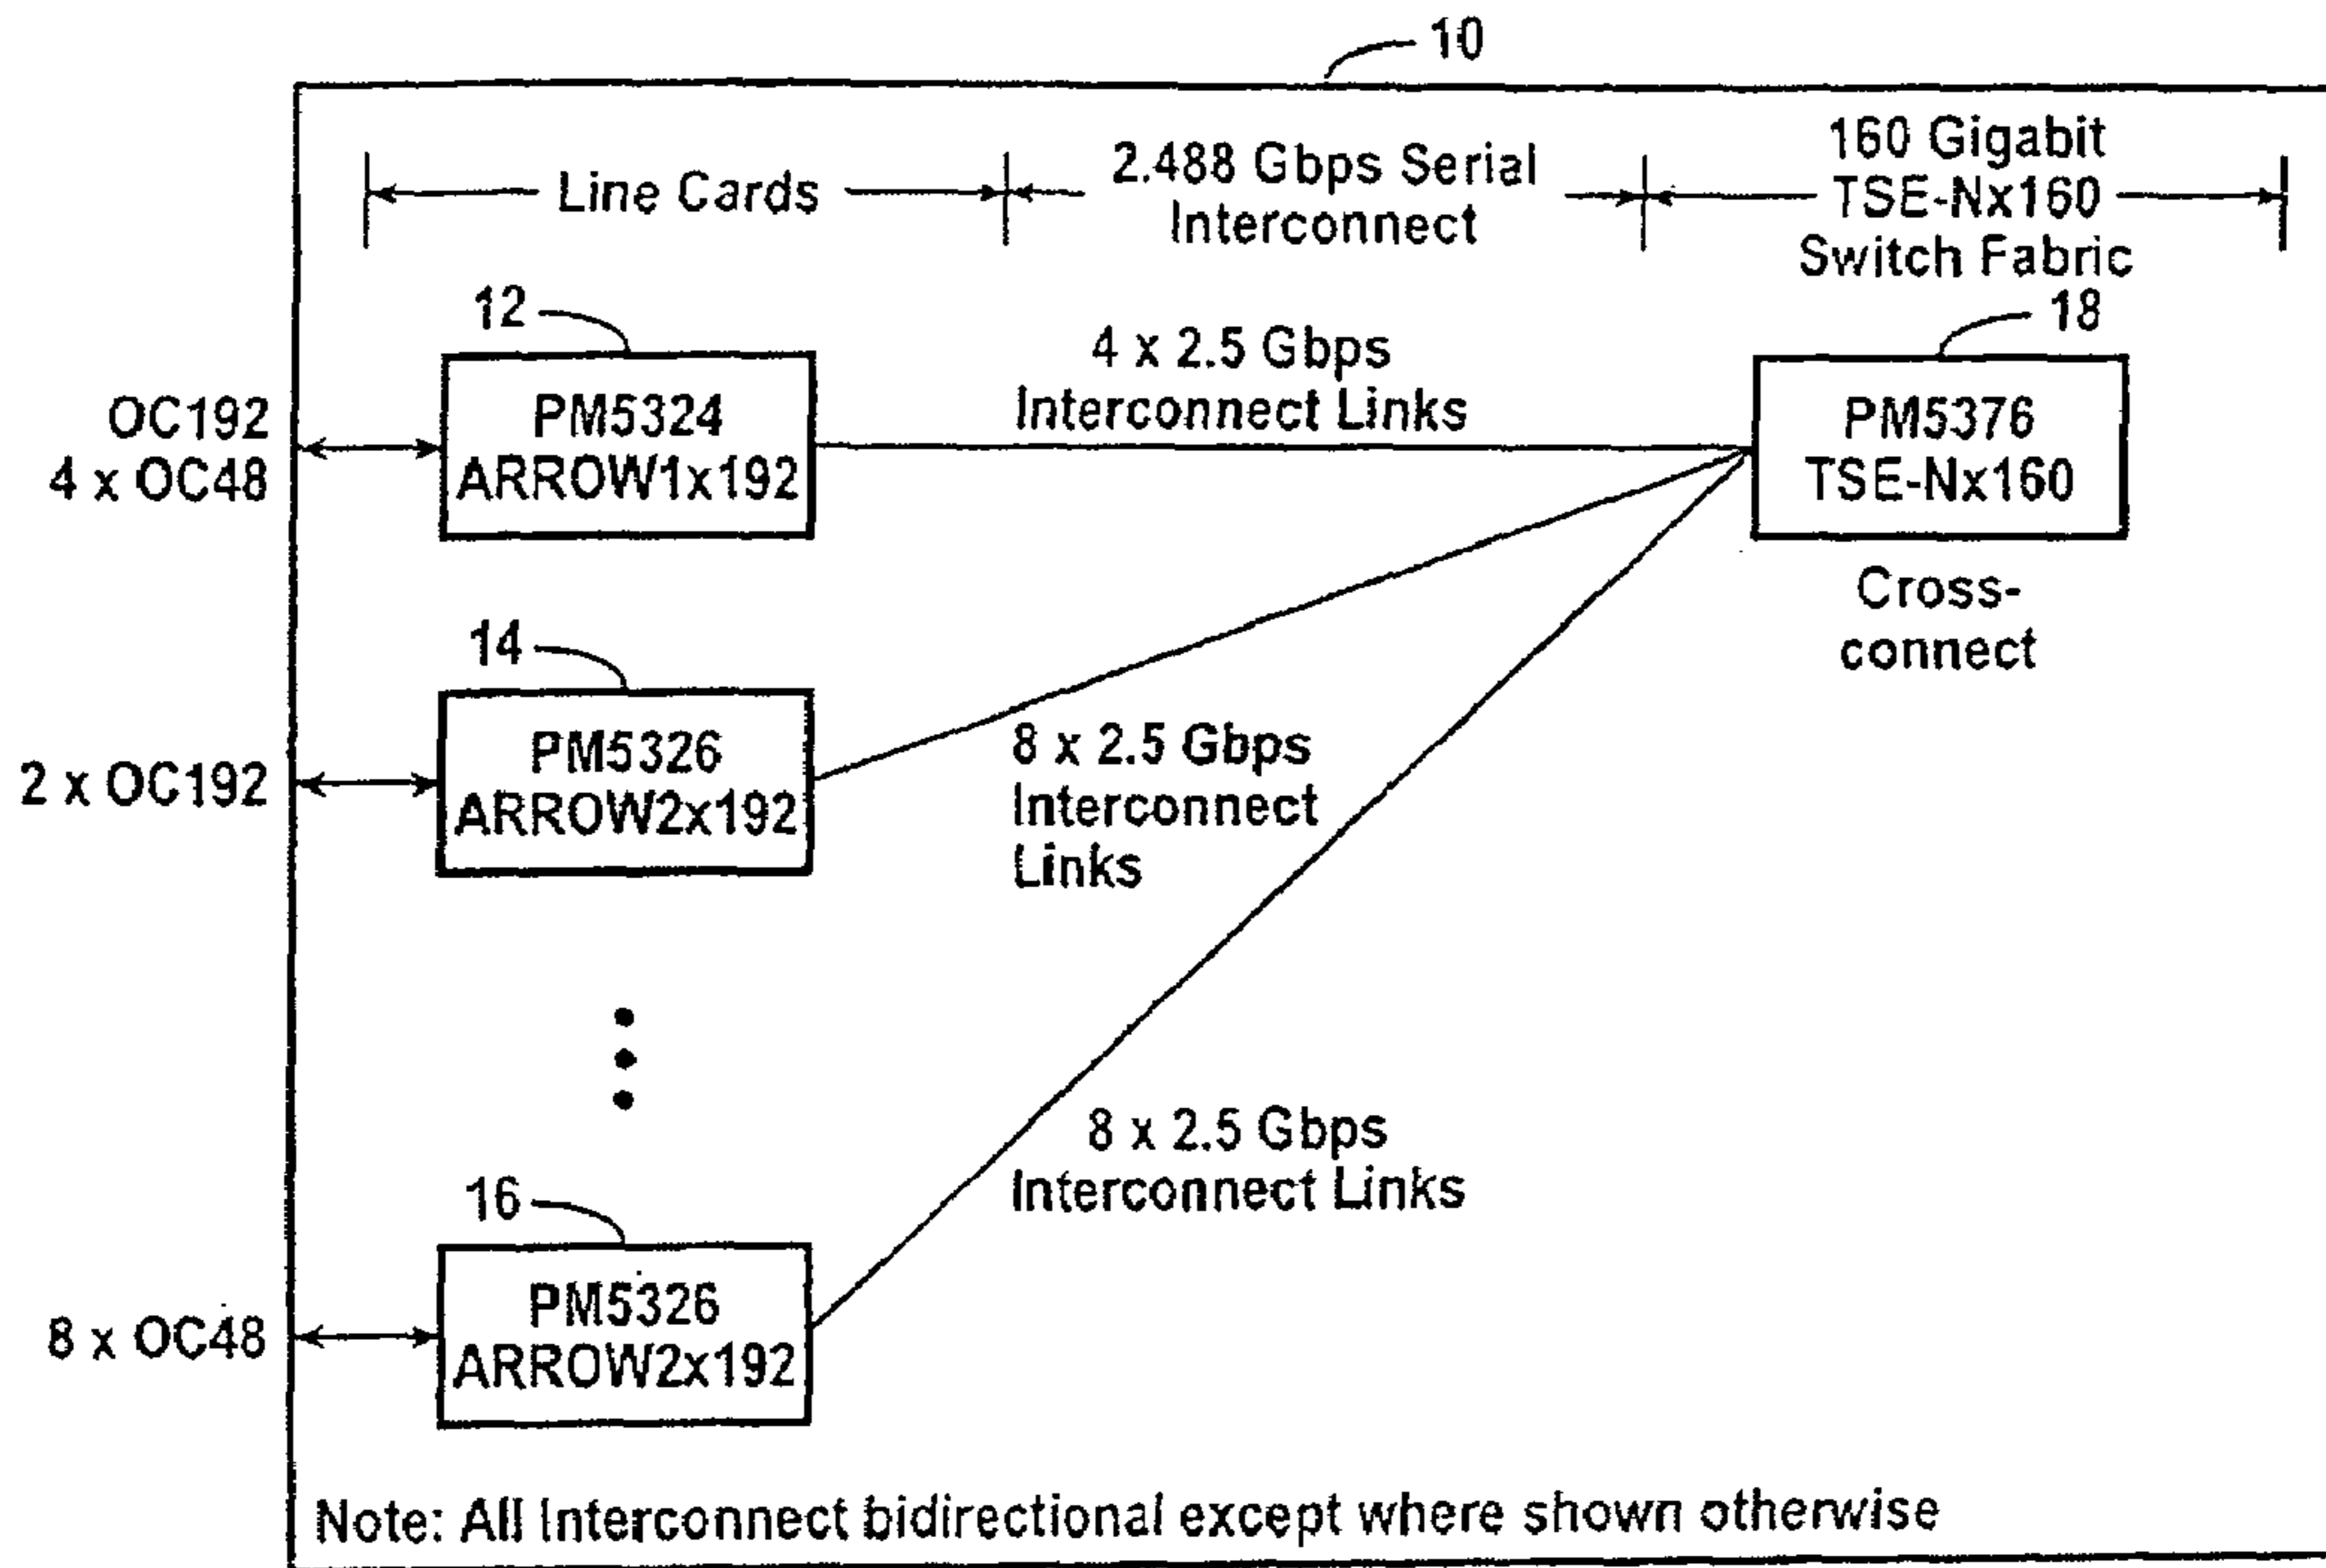 10
Line Cards
2.488 Gbps Serial
Interconnect
160 Gigabit
TSE-Nx160
Switch Fabric
12
4 x 2.5 Gbps
Interconnect Links
18
OC192
4 x OC48
PM5324
ARROW1x192
PM5376
TSE-Nx160
Cross-
connect
14
2 x OC192
PM5326
ARROW2x192
8 x 2.5 Gbps
Interconnect
Links
16
8 x 2.5 Gbps
Interconnect Links
8 x OC48
PM5326
ARROW2x192
Note: All Interconnect bidirectional except where shown otherwise